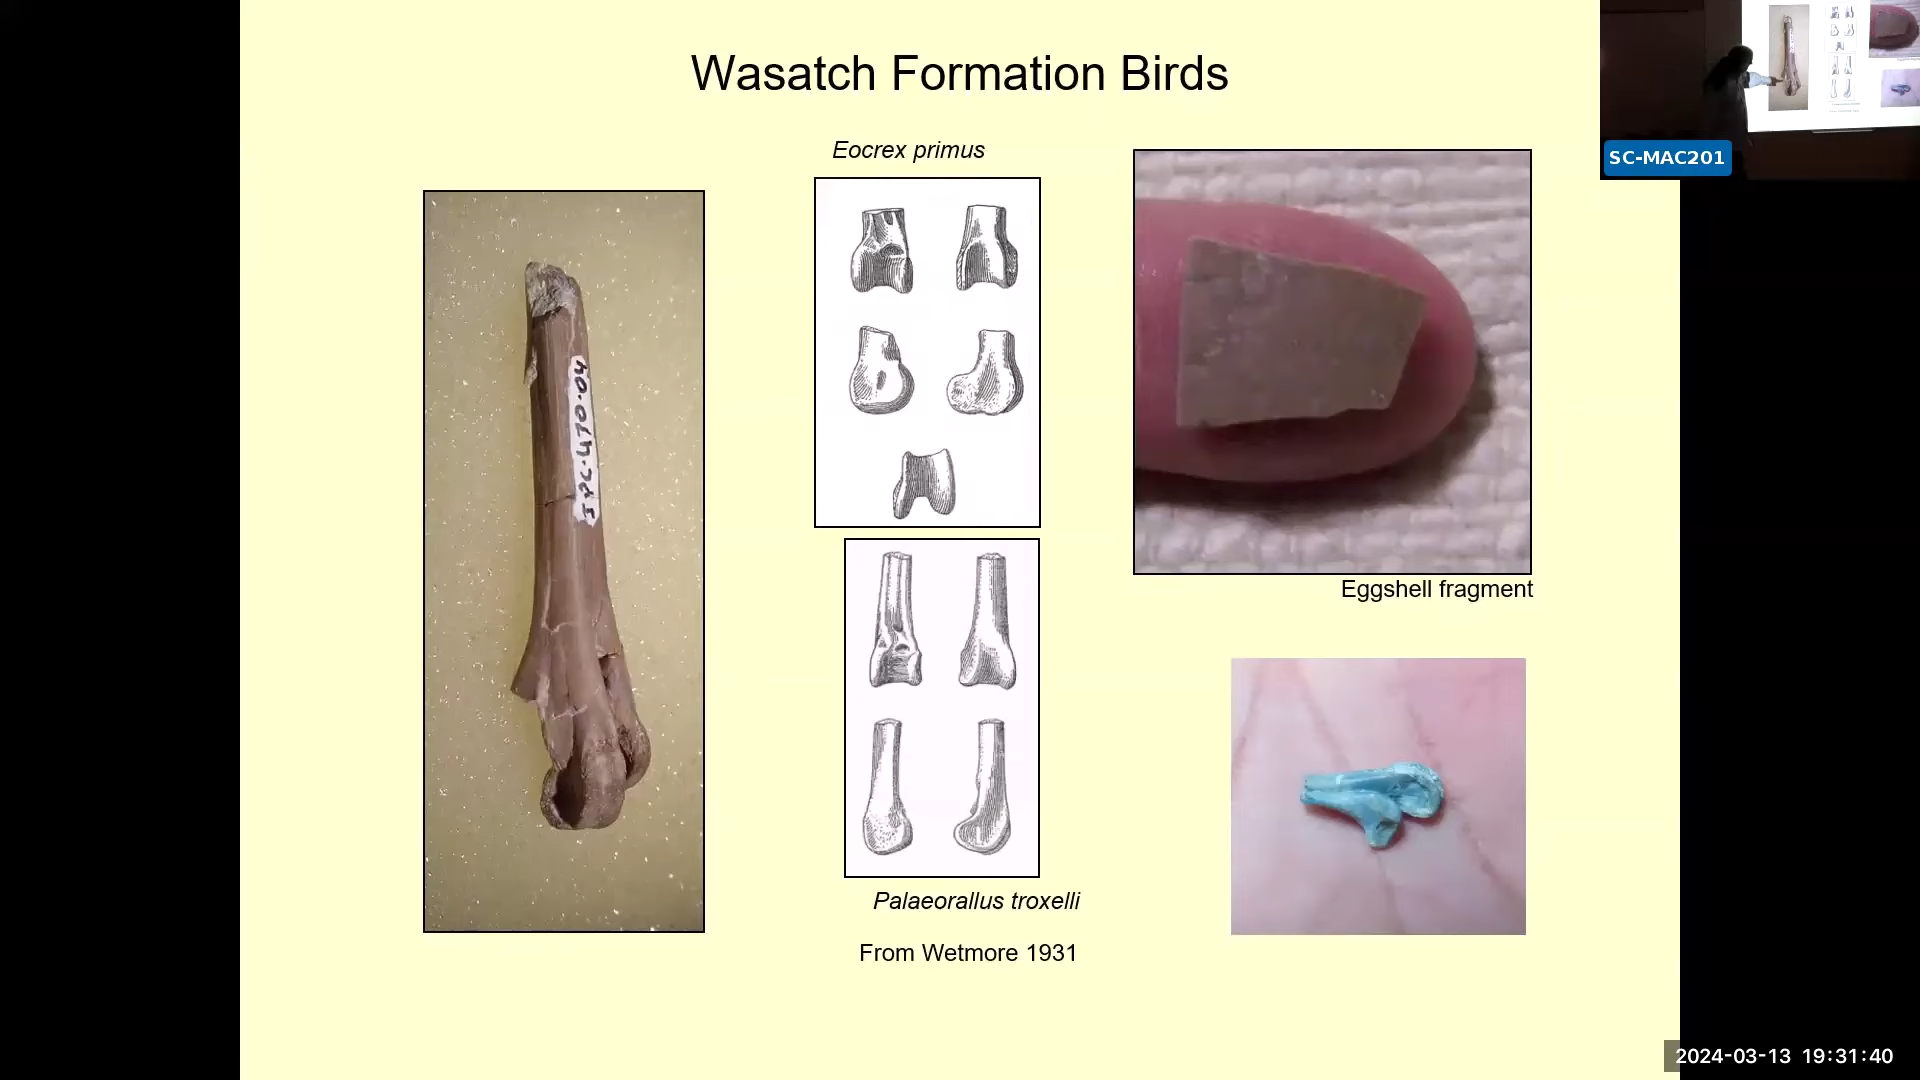 Wasatch Formation Birds
Eocrex primus
SC-MAC201
Eggshell fragment
Palaeorallus troxelli
From Wetmore 1931
2024-03-13 19:31:40